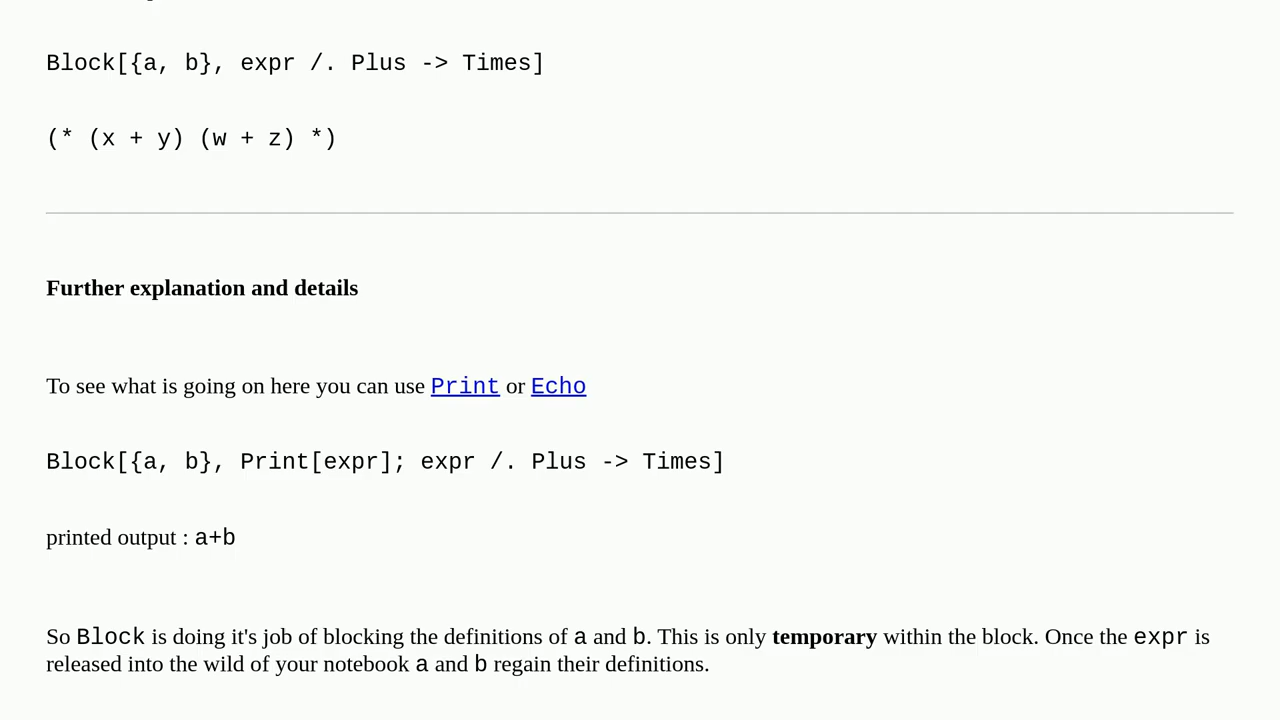 Block[{a, b}, expr /. Plus -> Times]
(* (x + y) (w + z) *)
Further explanation and details
To see what is going on here you can use Print or Echo
Block[{a, b}, Print[expr]; expr /. Plus -> Times]
printed output : a+b
So Block is doing it's job of blocking the definitions of a and b. This is only temporary within the block. Once the expr is
released into the wild of your notebook a and b regain their definitions.